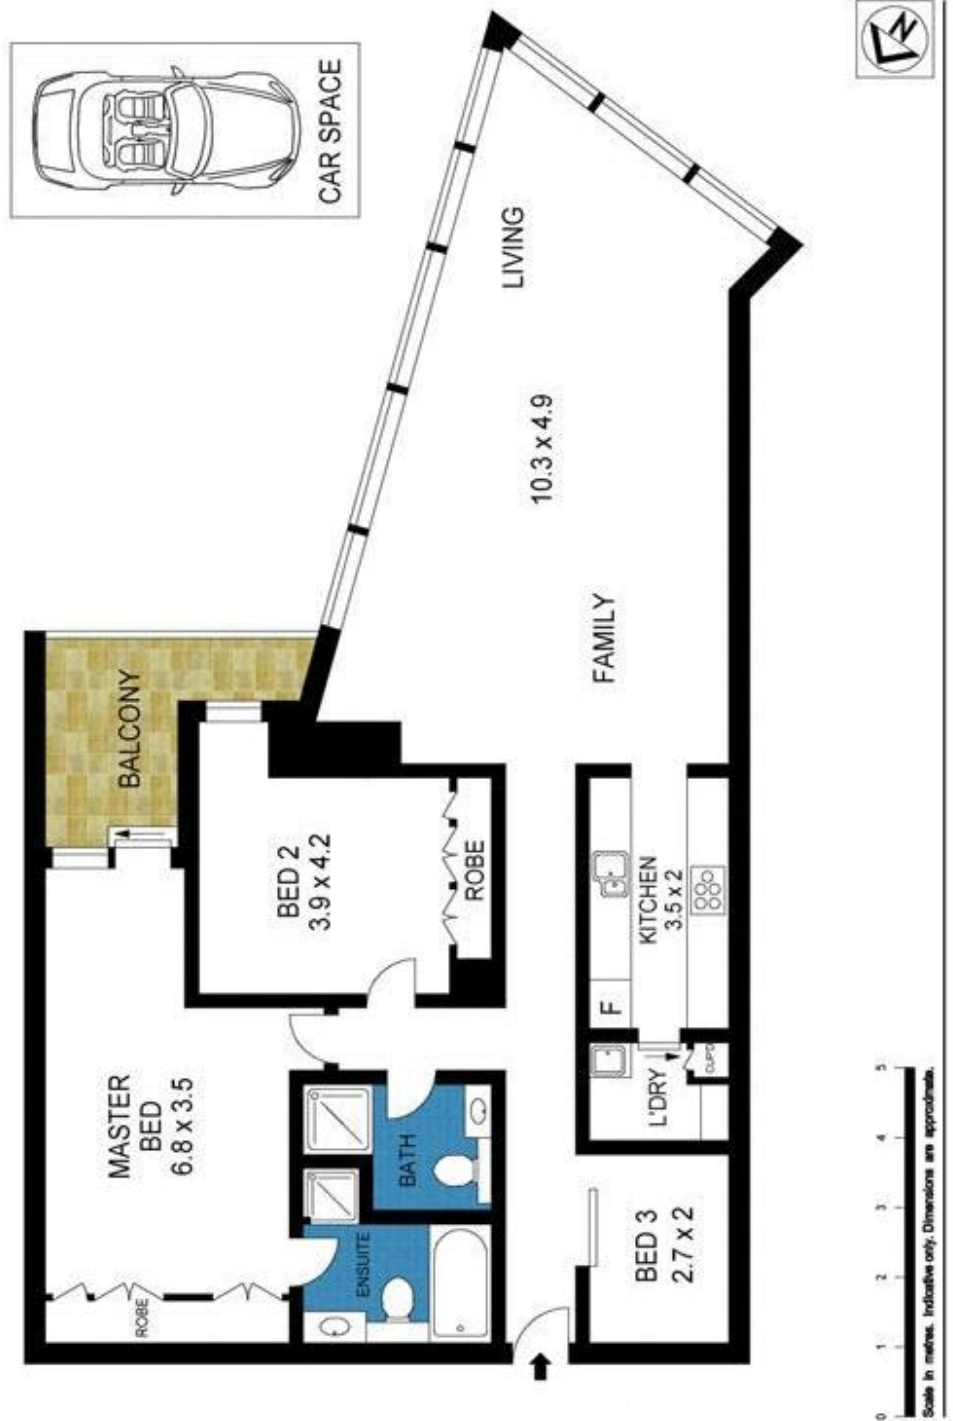 N
CAR SPACE
LIVING
10.3 x 4.9
FAMILY
BALCONY
BED 2
3.9 x 4.2
ROBE
KITCHEN
3.5 x 2
F
L'DRY
CUP'D
MASTER
BED
6.8 x 3.5
ROBE
BATH
ENSUITE
BED 3
2.7 x 2
0 1 2 3 4 5
Scale in metres. Indicative only. Dimensions are approximate.